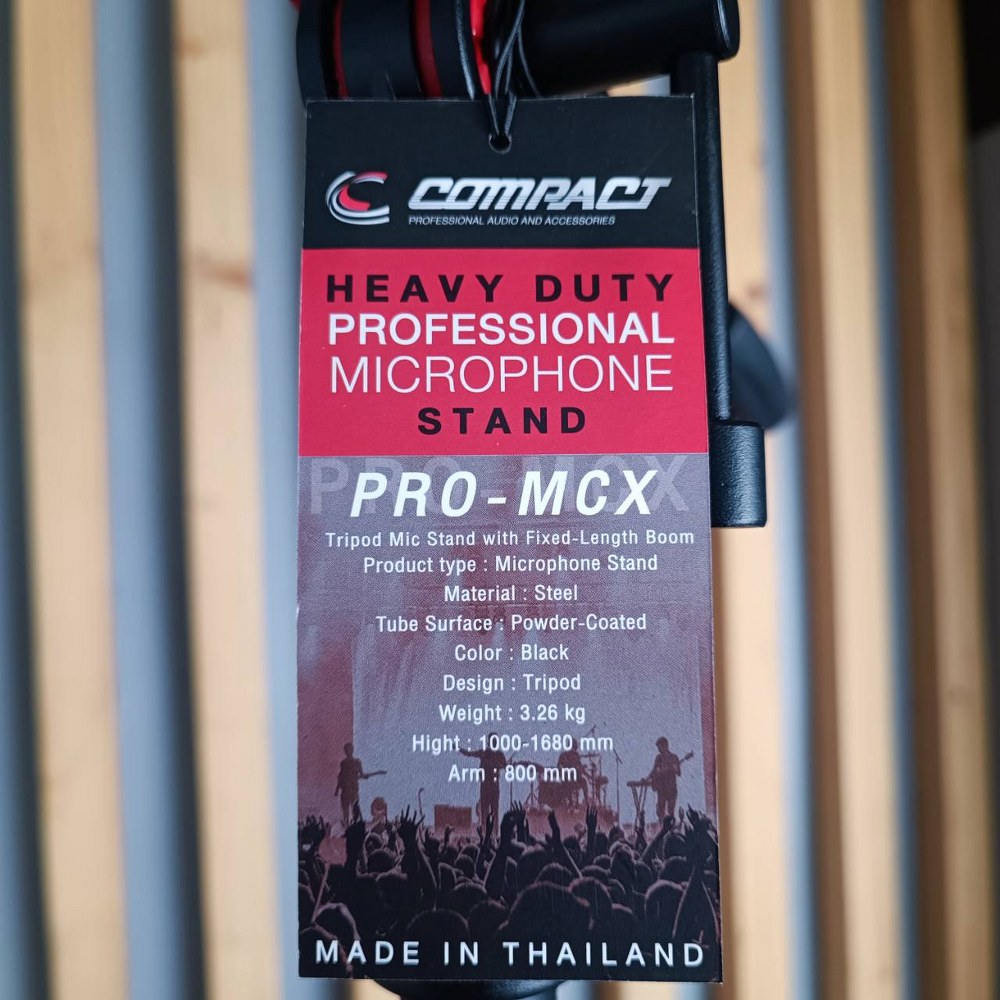 COMPACT
PROFESSIONAL AUDIO AND ACCESSORIES
HEAVY DUTY
PROFESSIONAL
MICROPHONE
STAND
PRO-MCX
PRO-MCX
Tripod Mic Stand with Fixed-Length Boom
Product type : Microphone Stand
Material : Steel
Tube Surface : Powder-Coated
Color : Black
Design : Tripod
Weight : 3.26 kg
Hight : 1000-1680 mm
Arm : 800 mm
MADE IN THAILAND